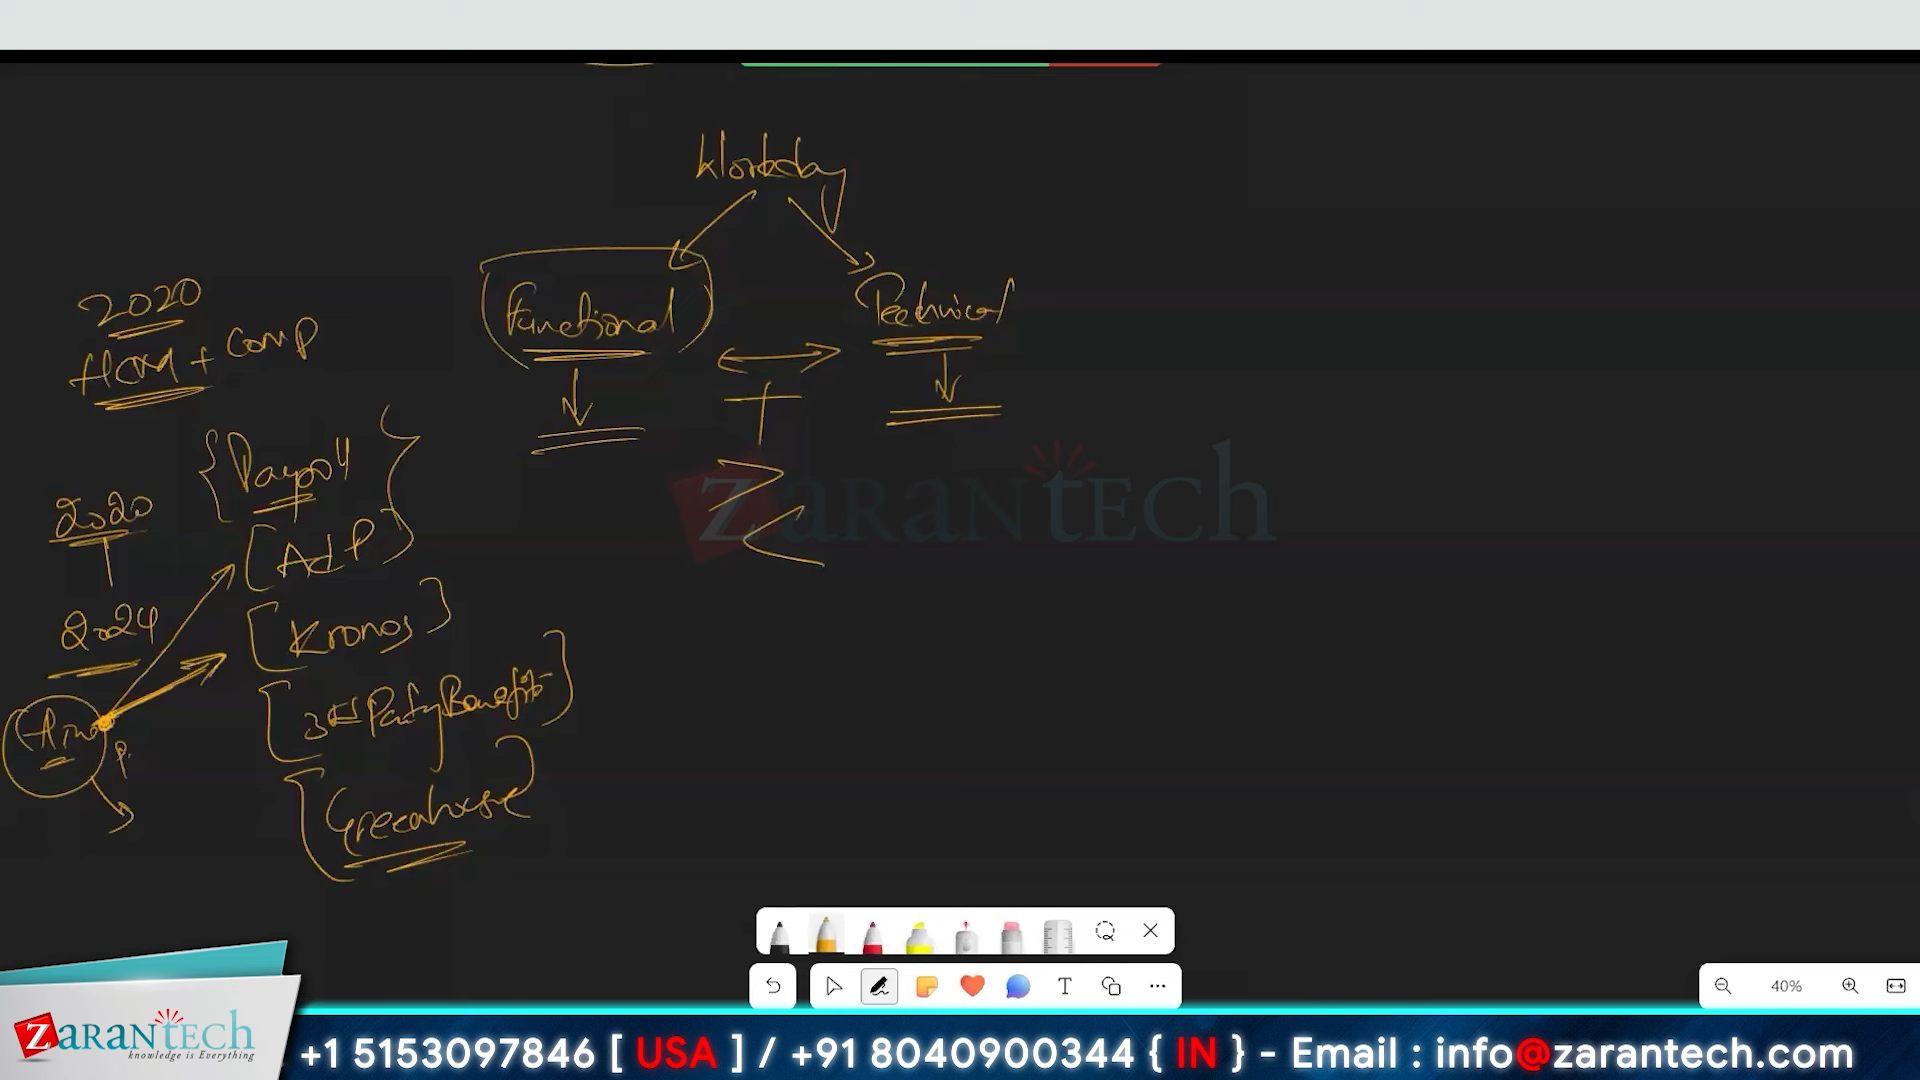 Workday
Functional
Technical
2020
HCM + Comp
{Payroll}
2020
[AdP]
2024
[Kronos]
[3rd Party Benefits]
[Greenhouse]
ZARANTECH
40%
ZARANTECH
knowledge is Everything
+1 5153097846 [ USA ] / +91 8040900344 { IN } - Email : info@zarantech.com